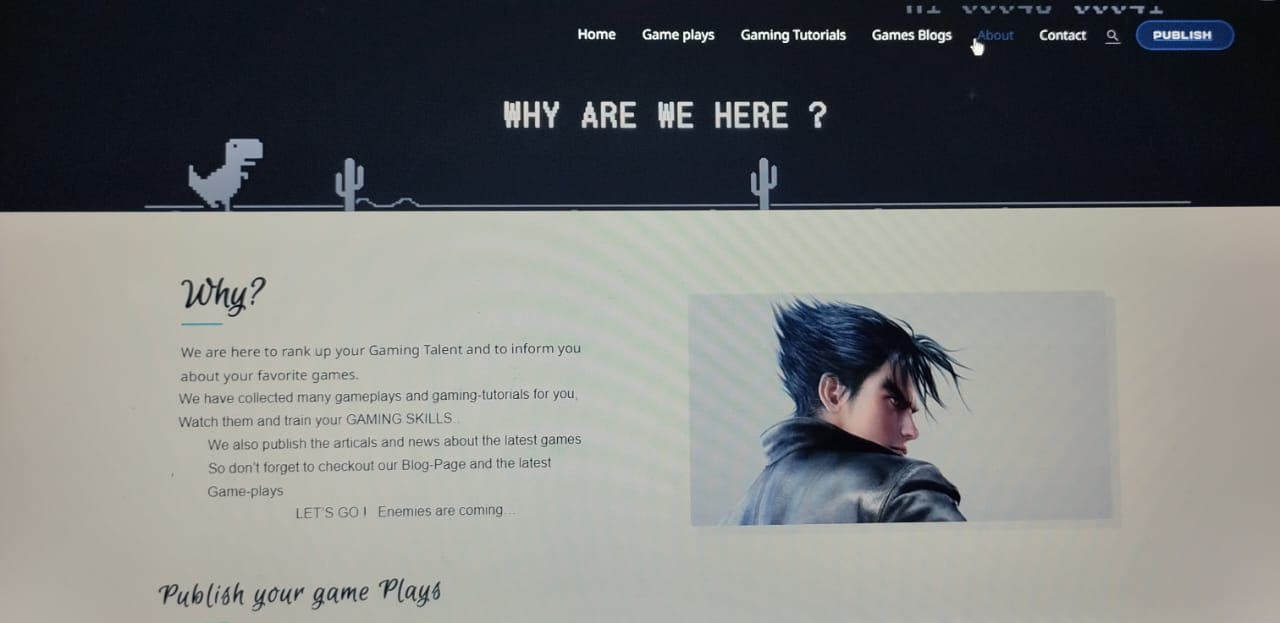 HI 00040 00041
Home Game plays Gaming Tutorials Games Blogs About Contact PUBLISH
WHY ARE WE HERE ?
Why?
We are here to rank up your Gaming Talent and to inform you
about your favorite games.
We have collected many gameplays and gaming-tutorials for you,
Watch them and train your GAMING SKILLS..
We also publish the articals and news about the latest games
So don't forget to checkout our Blog-Page and the latest
Game-plays
LET'S GO ! Enemies are coming...
Publish your game Plays